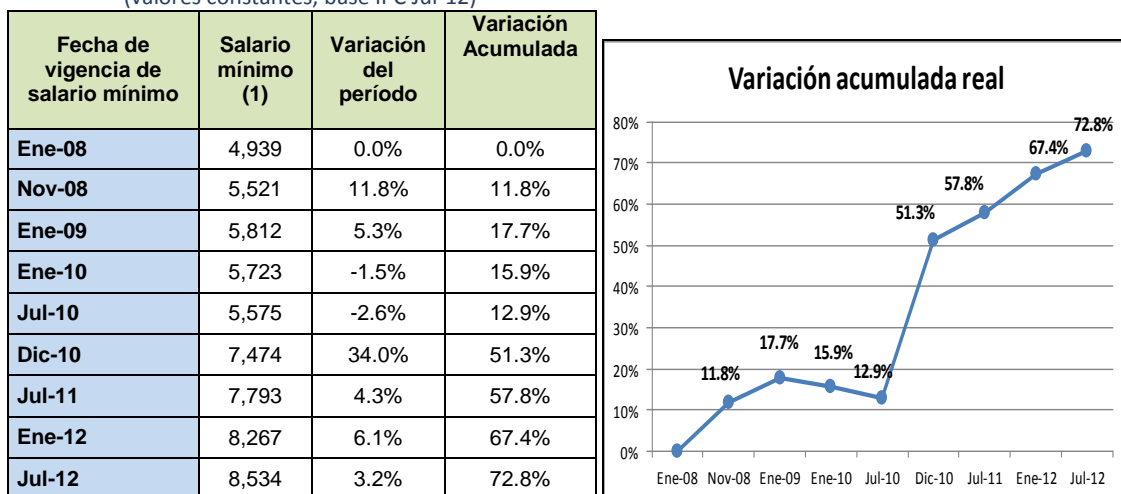 (valores constantes, base IPC Jul-12)
Fecha de vigencia de salario mínimo | Salario mínimo (1) | Variación del período | Variación Acumulada
Ene-08 | 4,939 | 0.0% | 0.0%
Nov-08 | 5,521 | 11.8% | 11.8%
Ene-09 | 5,812 | 5.3% | 17.7%
Ene-10 | 5,723 | -1.5% | 15.9%
Jul-10 | 5,575 | -2.6% | 12.9%
Dic-10 | 7,474 | 34.0% | 51.3%
Jul-11 | 7,793 | 4.3% | 57.8%
Ene-12 | 8,267 | 6.1% | 67.4%
Jul-12 | 8,534 | 3.2% | 72.8%
Variación acumulada real
80%
70%
60%
50%
40%
30%
20%
10%
0%
11.8%
17.7%
15.9%
12.9%
51.3%
57.8%
67.4%
72.8%
Ene-08 Nov-08 Ene-09 Ene-10 Jul-10 Dic-10 Jul-11 Ene-12 Jul-12